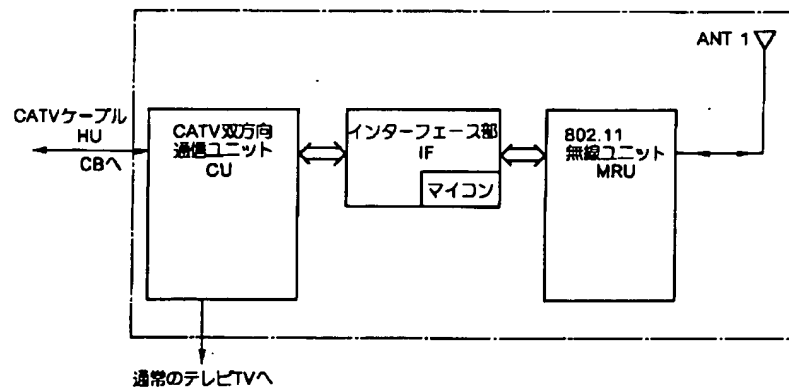 ANT 1
CATVケーブル
HU
CBへ
CATV双方向
通信ユニット
CU
インターフェース部
IF
マイコン
802.11
無線ユニット
MRU
通常のテレビTVへ